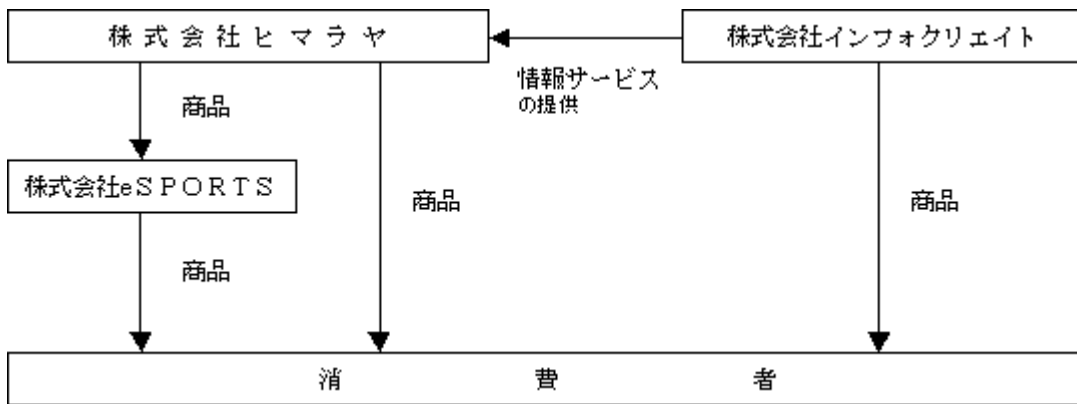 株式会社ヒマラヤ
株式会社インフォクリエイト
情報サービス
の提供
商品
株式会社eSPORTS
商品
商品
商品
消費者